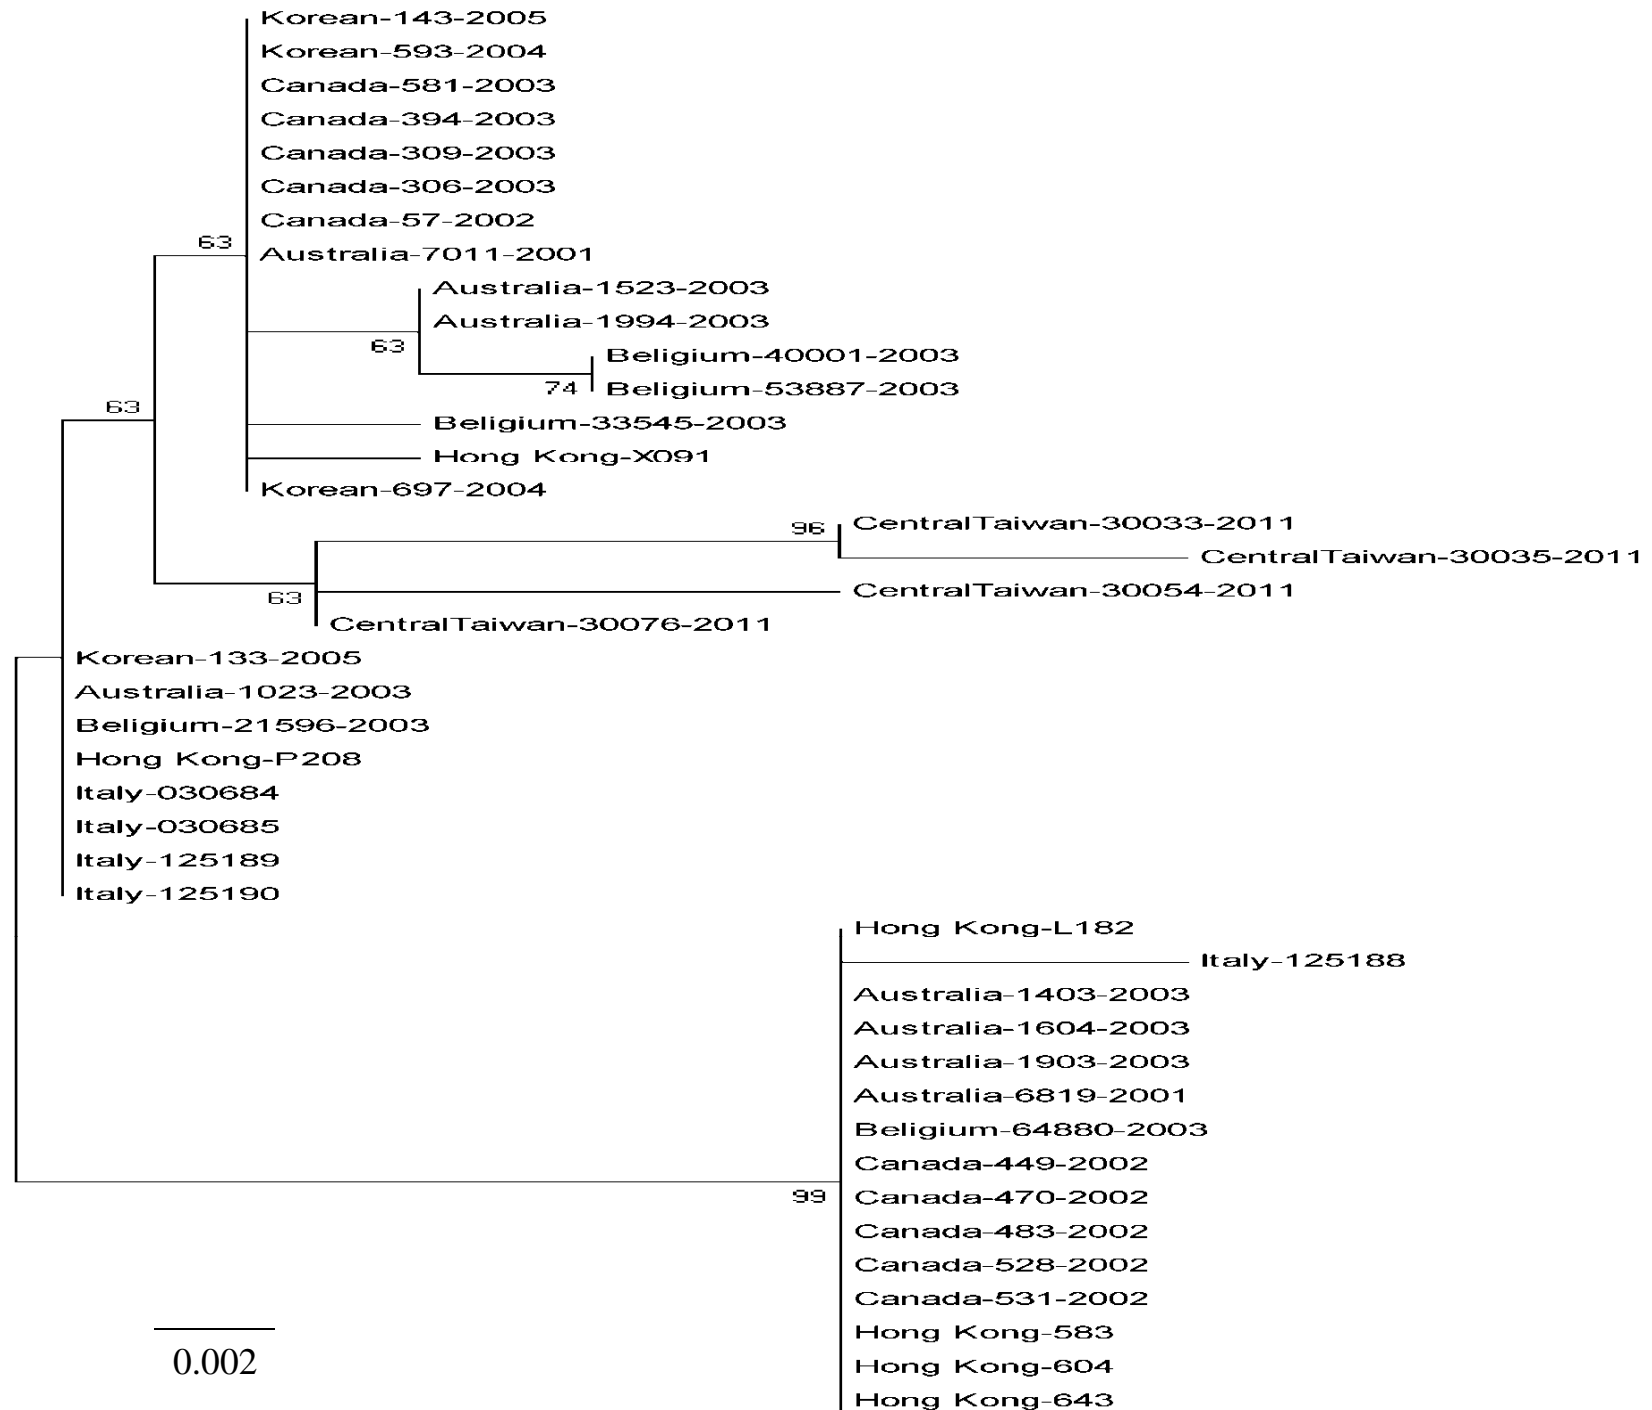 Korean-143-2005
Korean-593-2004
Canada-581-2003
Canada-394-2003
Canada-309-2003
Canada-306-2003
Canada-57-2002
63
Australia-7011-2001
Australia-1523-2003
Australia-1994-2003
63
Beligium-40001-2003
74
Beligium-53887-2003
63
Beligium-33545-2003
Hong Kong-X091
Korean-697-2004
96
CentralTaiwan-30033-2011
CentralTaiwan-30035-2011
CentralTaiwan-30054-2011
63
CentralTaiwan-30076-2011
Korean-133-2005
Australia-1023-2003
Beligium-21596-2003
Hong Kong-P208
Italy-030684
Italy-030685
Italy-125189
Italy-125190
Hong Kong-L182
Italy-125188
Australia-1403-2003
Australia-1604-2003
Australia-1903-2003
Australia-6819-2001
Beligium-64880-2003
Canada-449-2002
99
Canada-470-2002
Canada-483-2002
Canada-528-2002
Canada-531-2002
Hong Kong-583
0.002
Hong Kong-604
Hong Kong-643